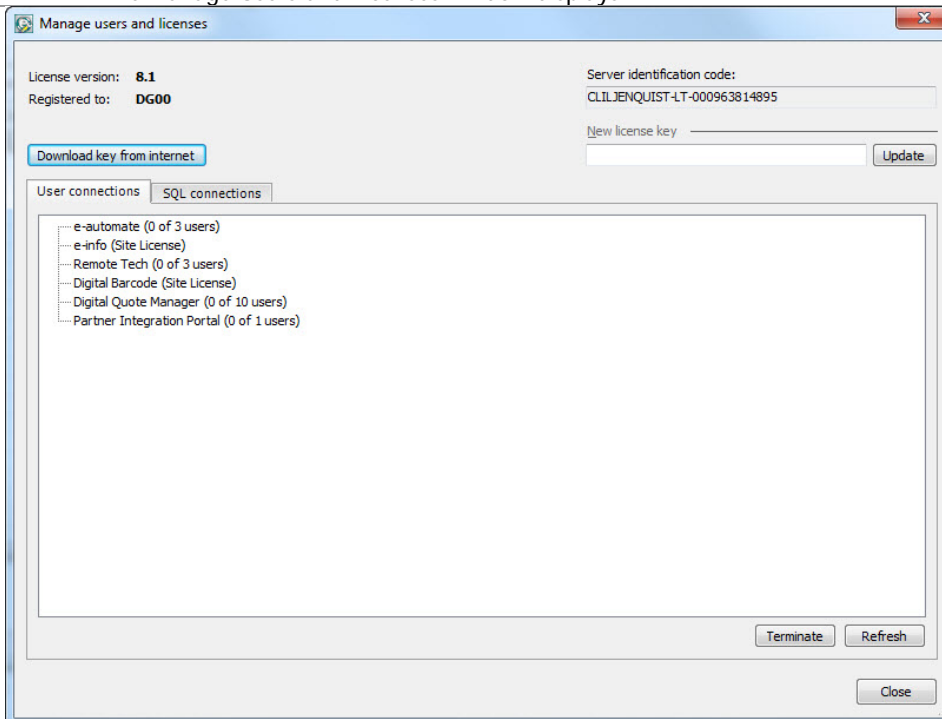 Manage users and licenses
License version: 8.1
Server identification code:
Registered to: DG00
CLILJENQUIST-LT-000963814895
New license key
Download key from internet
Update
User connections
SQL connections
e-automate (0 of 3 users)
e-info (Site License)
Remote Tech (0 of 3 users)
Digital Barcode (Site License)
Digital Quote Manager (0 of 10 users)
Partner Integration Portal (0 of 1 users)
Terminate
Refresh
Close